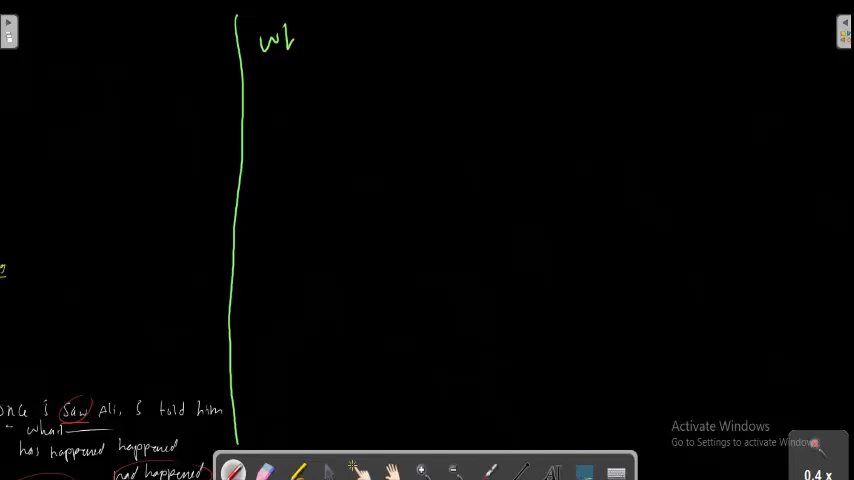 wh
once I saw Ali, I told him
- what
has happened happened
had happened
Activate Windows
Go to Settings to activate Windows.
0.4 x